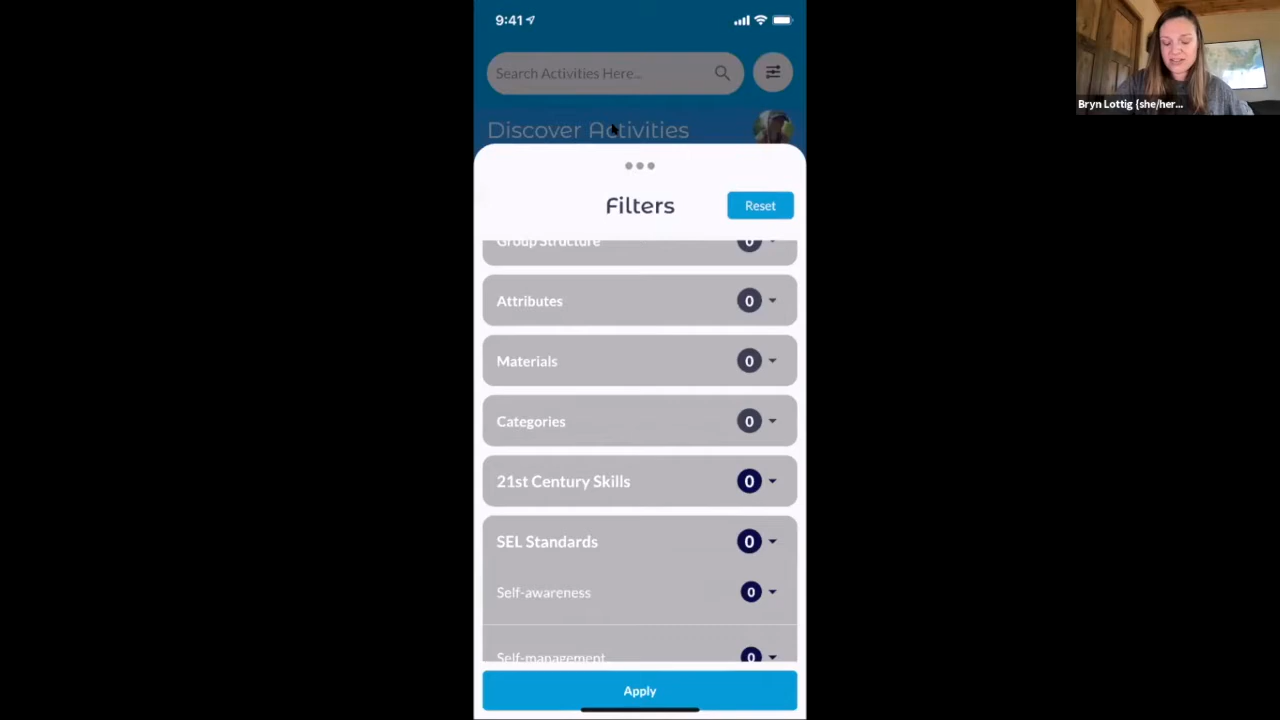 9:41
Search Activities Here...
Discover Activities
Bryn Lottig {she/her...
Filters
Reset
Group Structure
0
Attributes
0
Materials
0
Categories
0
21st Century Skills
0
SEL Standards
0
Self-awareness
0
Self-management
0
Apply